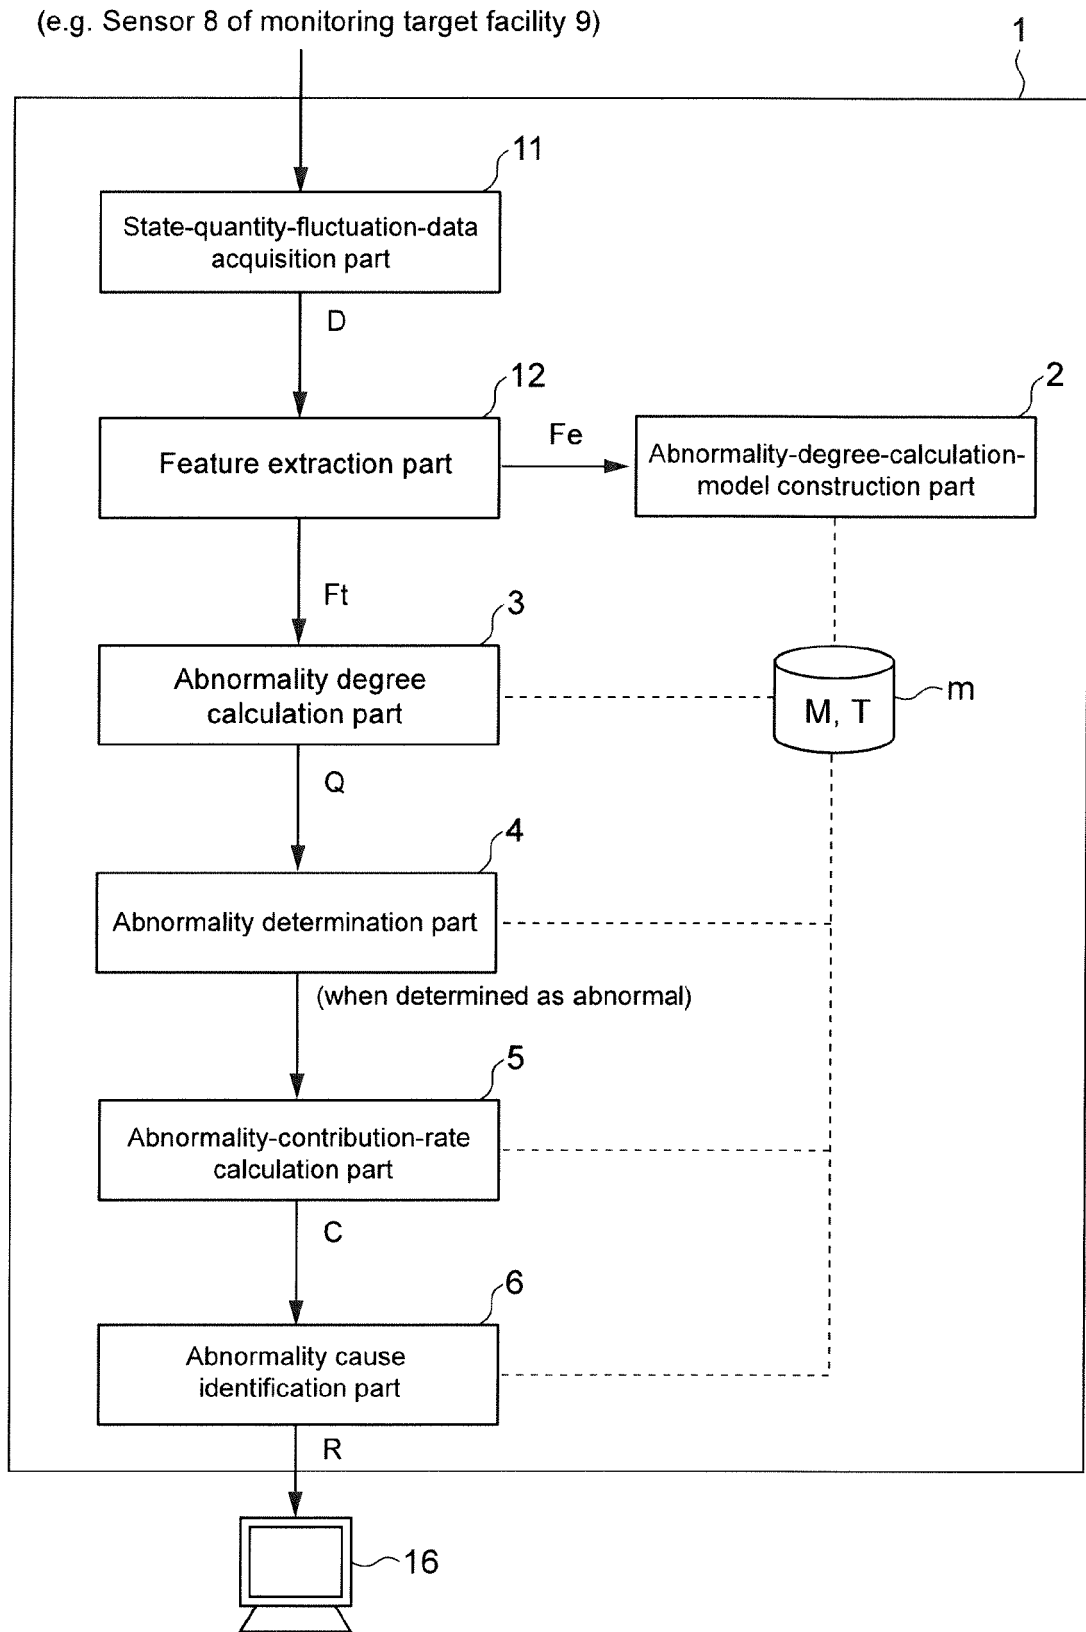 (e.g. Sensor 8 of monitoring target facility 9)
1
11
State-quantity-fluctuation-data
acquisition part
D
12
Feature extraction part
Fe
2
Abnormality-degree-calculation-
model construction part
Ft
3
Abnormality degree
calculation part
M, T
m
Q
4
Abnormality determination part
(when determined as abnormal)
5
Abnormality-contribution-rate
calculation part
C
6
Abnormality cause
identification part
R
16